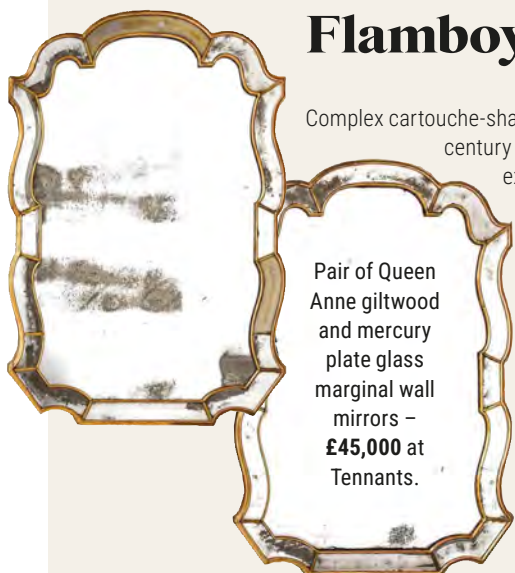 Flamboy
Complex cartouche-sha
century
ex
Pair of Queen
Anne giltwood
and mercury
plate glass
marginal wall
mirrors –
£45,000 at
Tennants.